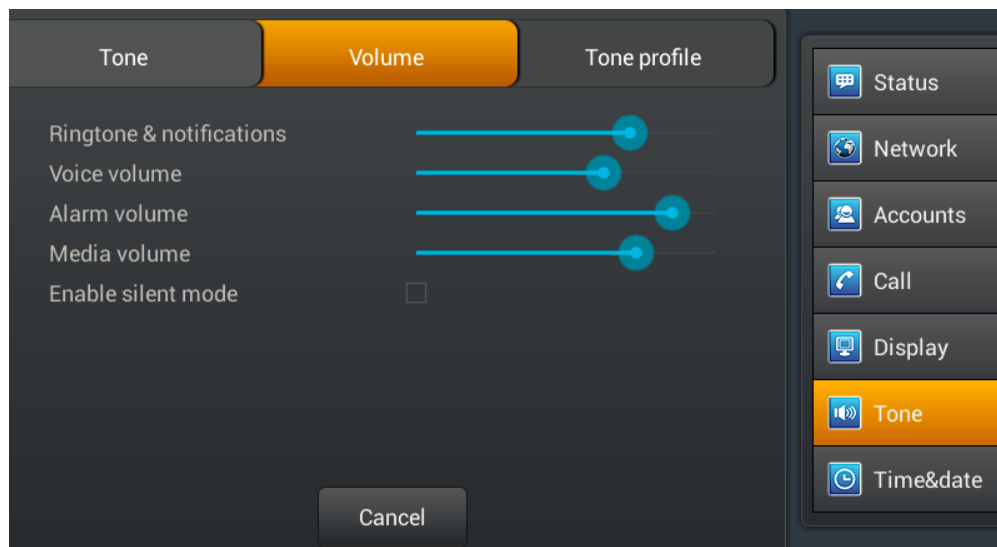 Tone
Volume
Tone profile
Ringtone & notifications
Voice volume
Alarm volume
Media volume
Enable silent mode
Cancel
Status
Network
Accounts
Call
Display
Tone
Time&date